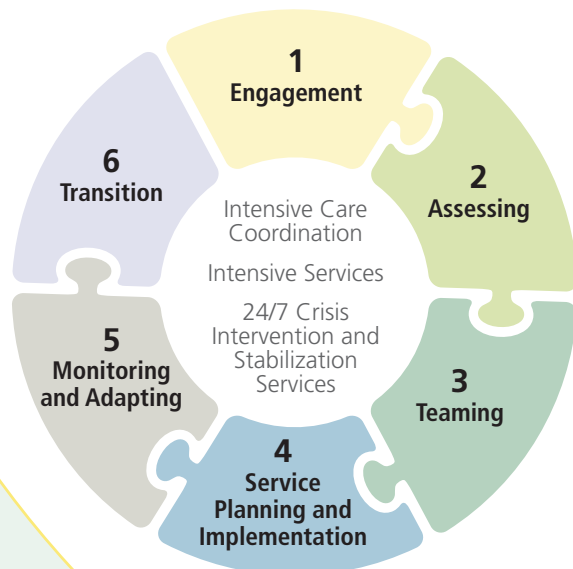 1
Engagement
2
Assessing
3
Teaming
4
Service
Planning and
Implementation
5
Monitoring
and Adapting
6
Transition
Intensive Care
Coordination
Intensive Services
24/7 Crisis
Intervention and
Stabilization
Services